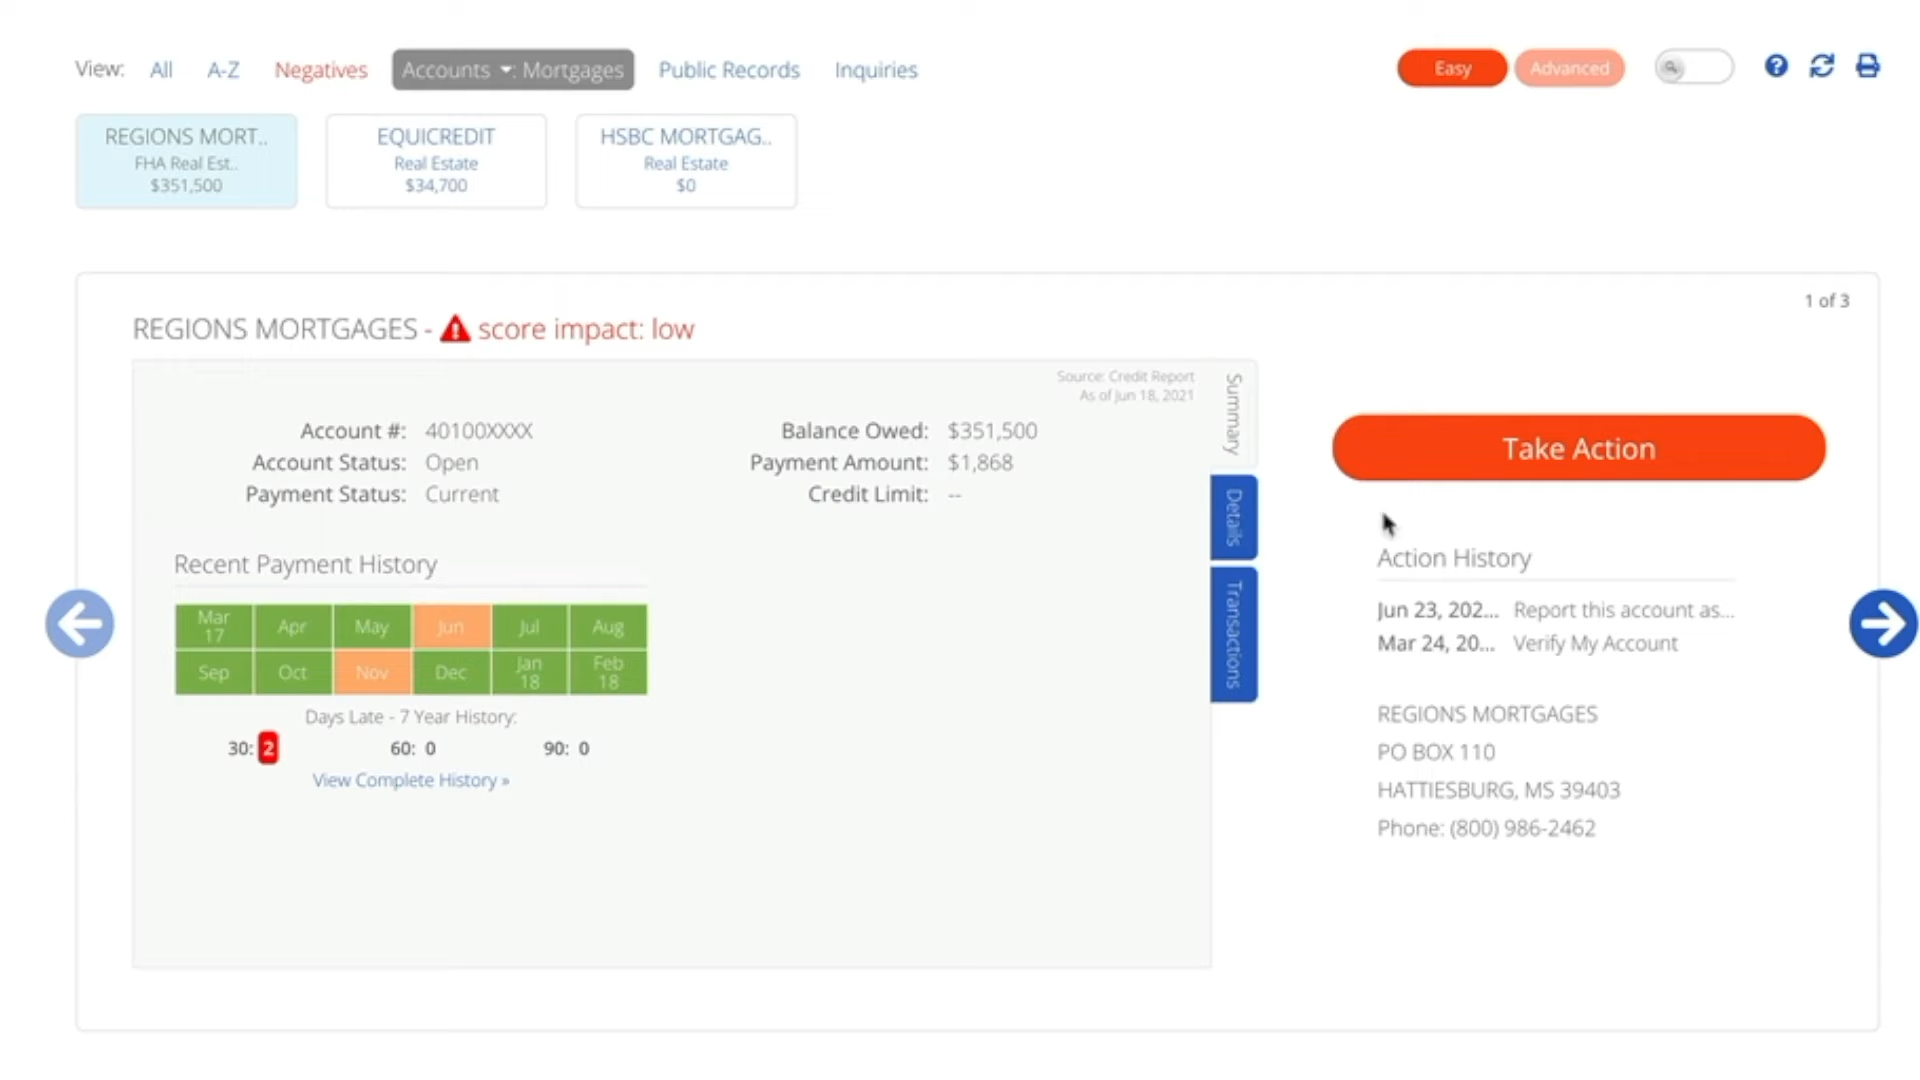 View: All A-Z Negatives Accounts : Mortgages Public Records Inquiries
Easy Advanced
REGIONS MORT..
FHA Real Est..
$351,500
EQUICREDIT
Real Estate
$34,700
HSBC MORTGAG..
Real Estate
$0
1 of 3
REGIONS MORTGAGES - score impact: low
Source: Credit Report
As of Jun 18, 2021
Account #: 40100XXXX
Account Status: Open
Payment Status: Current
Balance Owed: $351,500
Payment Amount: $1,868
Credit Limit: --
Summary
Details
Transactions
Recent Payment History
Mar 17 Apr May Jun Jul Aug
Sep Oct Nov Dec Jan 18 Feb 18
Days Late - 7 Year History:
30: 2 60: 0 90: 0
View Complete History »
Take Action
Action History
Jun 23, 202... Report this account as...
Mar 24, 20... Verify My Account
REGIONS MORTGAGES
PO BOX 110
HATTIESBURG, MS 39403
Phone: (800) 986-2462